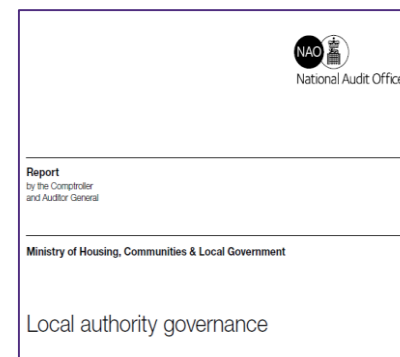 NAO
National Audit Office
Report
by the Comptroller
and Auditor General
Ministry of Housing, Communities & Local Government
Local authority governance